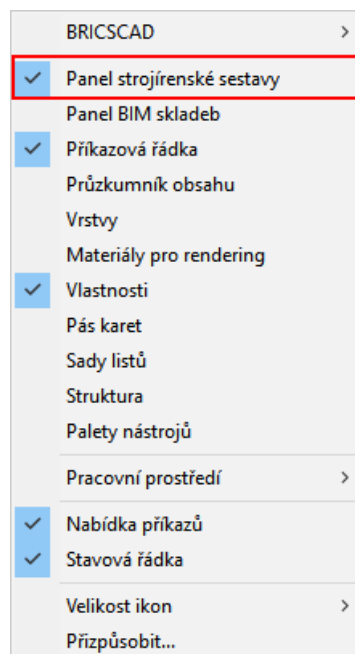 BRICSCAD
Panel strojírenské sestavy
Panel BIM skladeb
Příkazová řádka
Průzkumník obsahu
Vrstvy
Materiály pro rendering
Vlastnosti
Pás karet
Sady listů
Struktura
Palety nástrojů
Pracovní prostředí
Nabídka příkazů
Stavová řádka
Velikost ikon
Přizpůsobit...